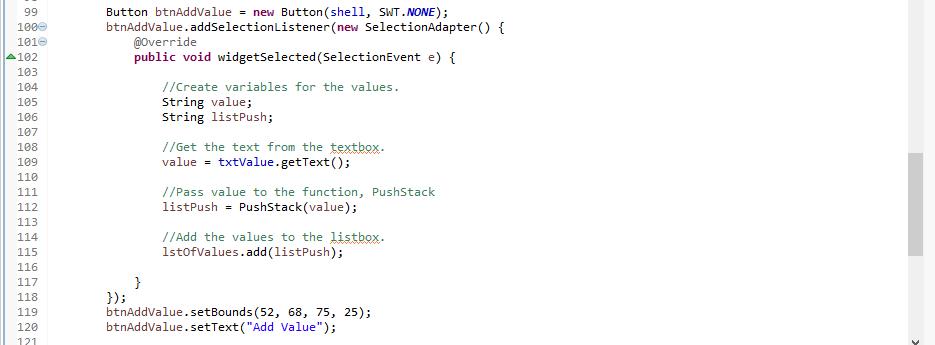 99 Button btnAddValue = new Button(shell, SWT.NONE);
100 btnAddValue.addSelectionListener(new SelectionAdapter() {
101 @Override
102 public void widgetSelected(SelectionEvent e) {
103
104 //Create variables for the values.
105 String value;
106 String listPush;
107
108 //Get the text from the textbox.
109 value = txtValue.getText();
110
111 //Pass value to the function, PushStack
112 listPush = PushStack(value);
113
114 //Add the values to the listbox.
115 lstOfValues.add(listPush);
116
117 }
118 });
119 btnAddValue.setBounds(52, 68, 75, 25);
120 btnAddValue.setText("Add Value");
121